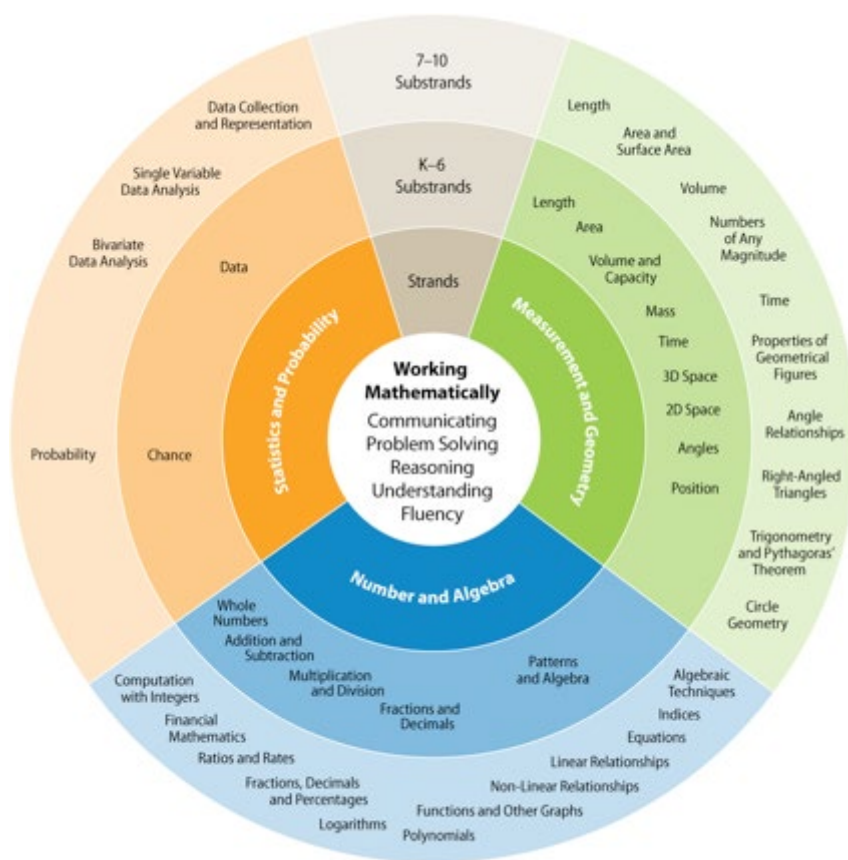 7–10
Substrands
K–6
Substrands
Strands
Working
Mathematically
Communicating
Problem Solving
Reasoning
Understanding
Fluency
Statistics and Probability
Data
Chance
Data Collection
and Representation
Single Variable
Data Analysis
Bivariate
Data Analysis
Probability
Measurement and Geometry
Length
Area
Volume and
Capacity
Mass
Time
3D Space
2D Space
Angles
Position
Length
Area and
Surface Area
Volume
Numbers
of Any
Magnitude
Time
Properties of
Geometrical
Figures
Angle
Relationships
Right-Angled
Triangles
Trigonometry
and Pythagoras’
Theorem
Circle
Geometry
Number and Algebra
Whole
Numbers
Addition and
Subtraction
Multiplication
and Division
Fractions and
Decimals
Patterns
and Algebra
Computation
with Integers
Financial
Mathematics
Ratios and Rates
Fractions, Decimals
and Percentages
Logarithms
Polynomials
Functions and Other Graphs
Non-Linear Relationships
Linear Relationships
Equations
Indices
Algebraic
Techniques